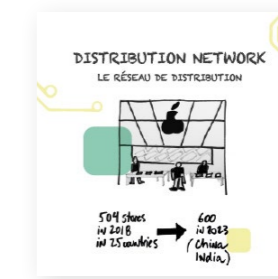 DISTRIBUTION NETWORK
LE RÉSEAU DE DISTRIBUTION
504 stores
in 2018
in 25 countries
600
in 2023
( China
India )